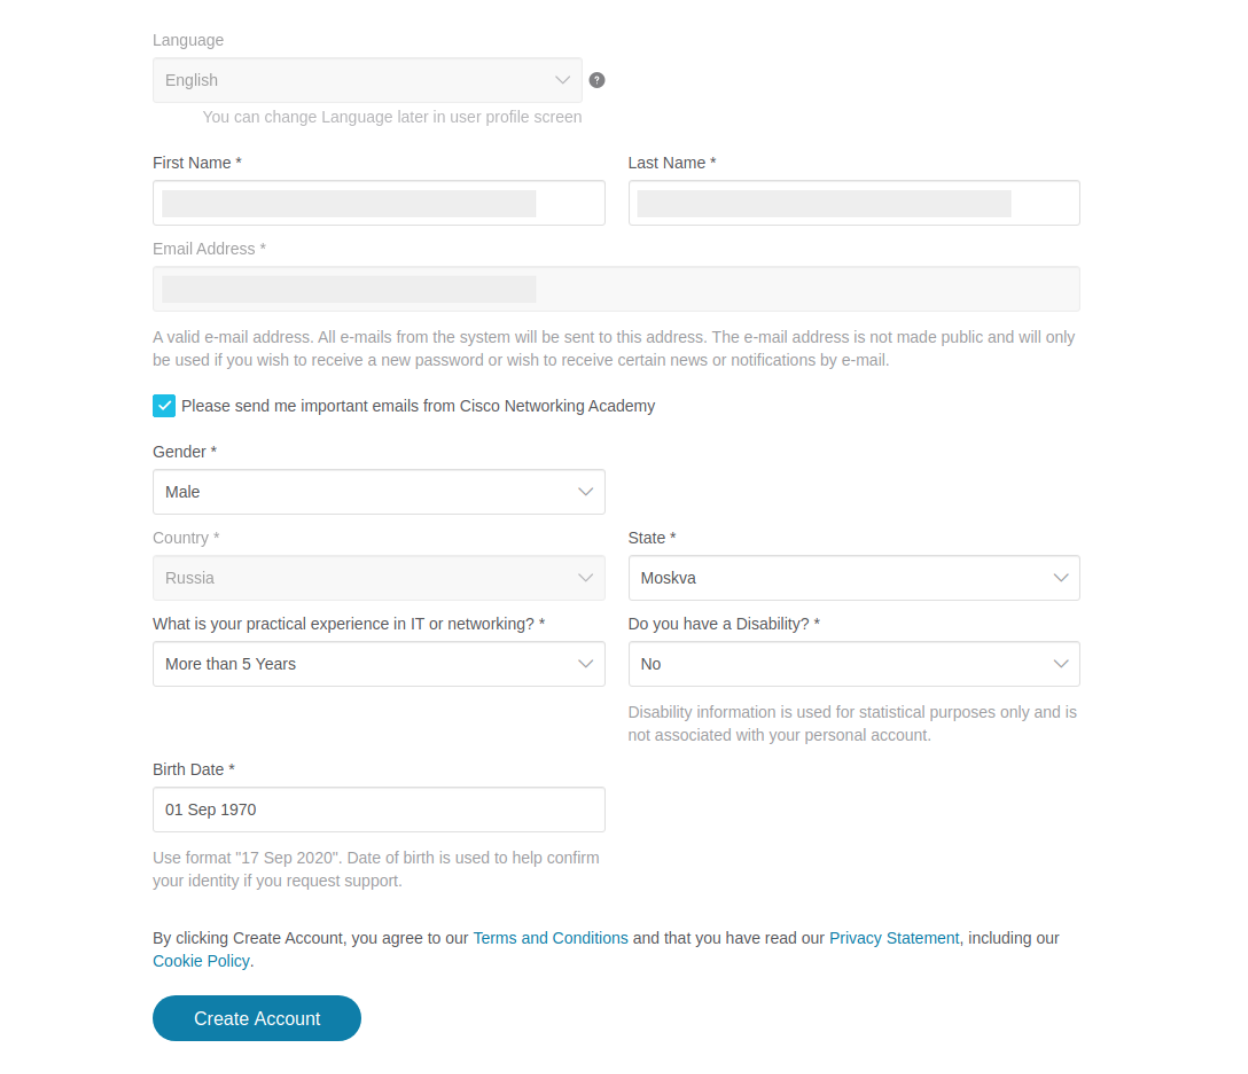 Language
English
You can change Language later in user profile screen
First Name *
Last Name *
Email Address *
A valid e-mail address. All e-mails from the system will be sent to this address. The e-mail address is not made public and will only
be used if you wish to receive a new password or wish to receive certain news or notifications by e-mail.
Please send me important emails from Cisco Networking Academy
Gender *
Male
Country *
State *
Russia
Moskva
What is your practical experience in IT or networking? *
Do you have a Disability? *
More than 5 Years
No
Disability information is used for statistical purposes only and is
not associated with your personal account.
Birth Date *
01 Sep 1970
Use format "17 Sep 2020". Date of birth is used to help confirm
your identity if you request support.
By clicking Create Account, you agree to our Terms and Conditions and that you have read our Privacy Statement, including our
Cookie Policy.
Create Account